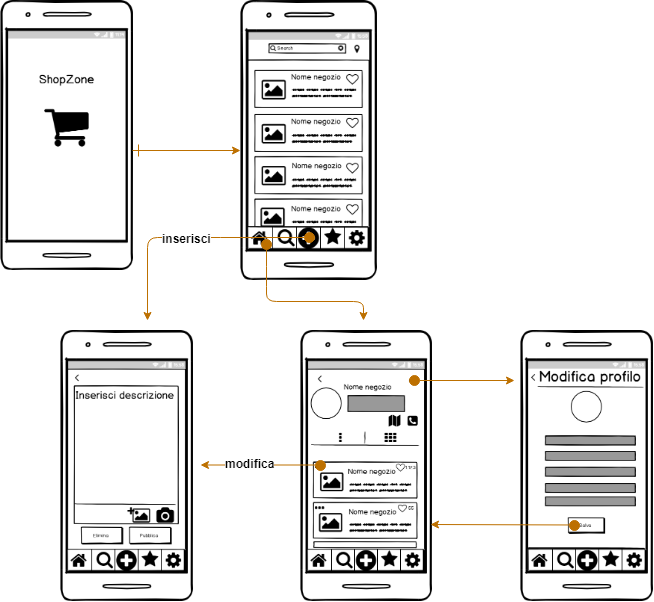 ShopZone
Search
Nome negozio
Nome negozio
Nome negozio
Nome negozio
inserisci
Inserisci descrizione
Elimina
Pubblica
Nome negozio
modifica
Nome negozio
Nome negozio
Modifica profilo
Salva